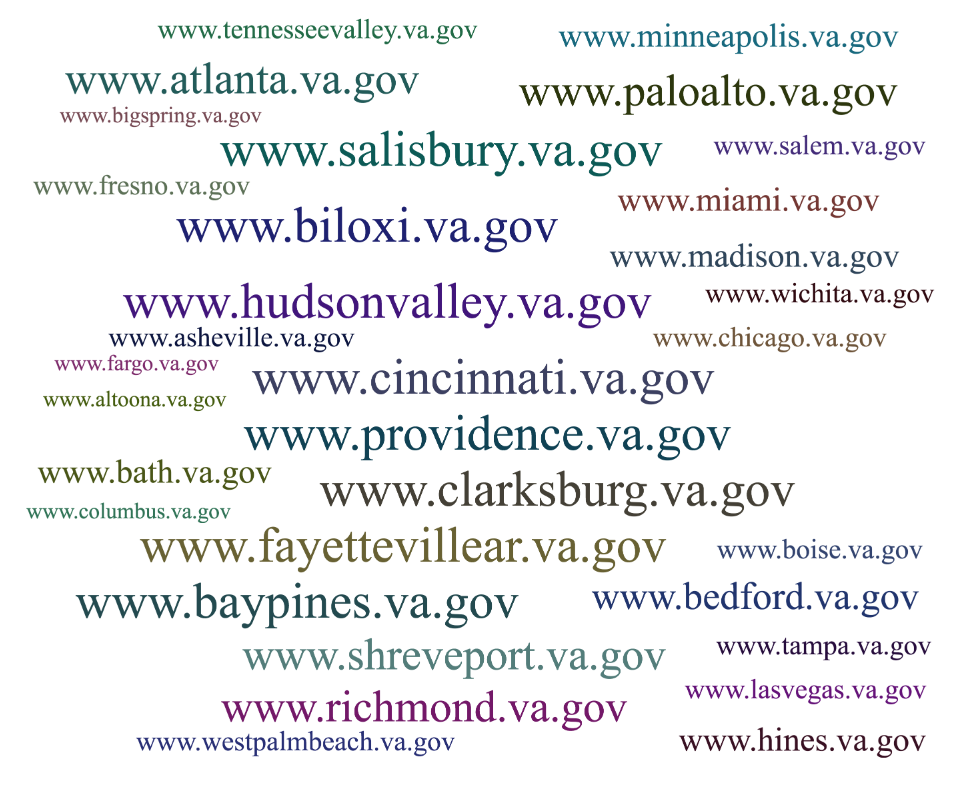 www.tennesseevalley.va.gov
www.minneapolis.va.gov
www.atlanta.va.gov
www.paloalto.va.gov
www.bigspring.va.gov
www.salisbury.va.gov
www.salem.va.gov
www.fresno.va.gov
www.miami.va.gov
www.biloxi.va.gov
www.madison.va.gov
www.hudsonvalley.va.gov
www.wichita.va.gov
www.asheville.va.gov
www.chicago.va.gov
www.fargo.va.gov
www.cincinnati.va.gov
www.altoona.va.gov
www.providence.va.gov
www.bath.va.gov
www.clarksburg.va.gov
www.columbus.va.gov
www.fayettevillear.va.gov
www.boise.va.gov
www.baypines.va.gov
www.bedford.va.gov
www.shreveport.va.gov
www.tampa.va.gov
www.lasvegas.va.gov
www.richmond.va.gov
www.westpalmbeach.va.gov
www.hines.va.gov